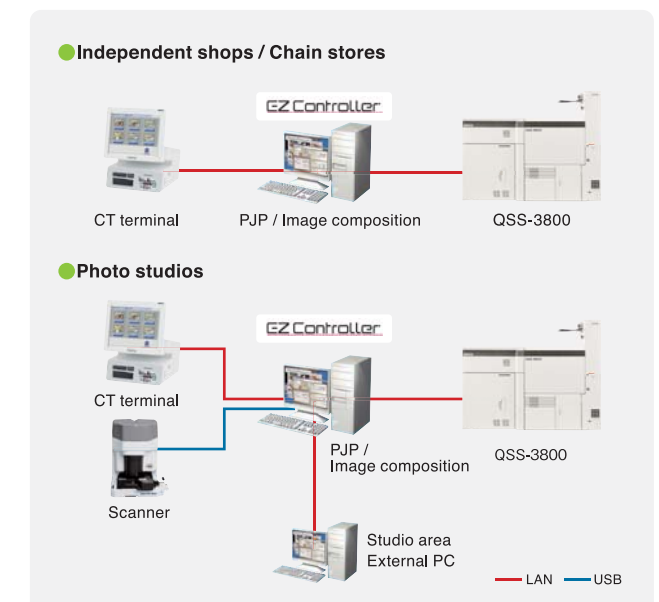 Independent shops / Chain stores
EZ Controller
CT terminal
PJP / Image composition
QSS-3800
Photo studios
EZ Controller
CT terminal
PJP /
Image composition
QSS-3800
Scanner
Studio area
External PC
LAN
USB